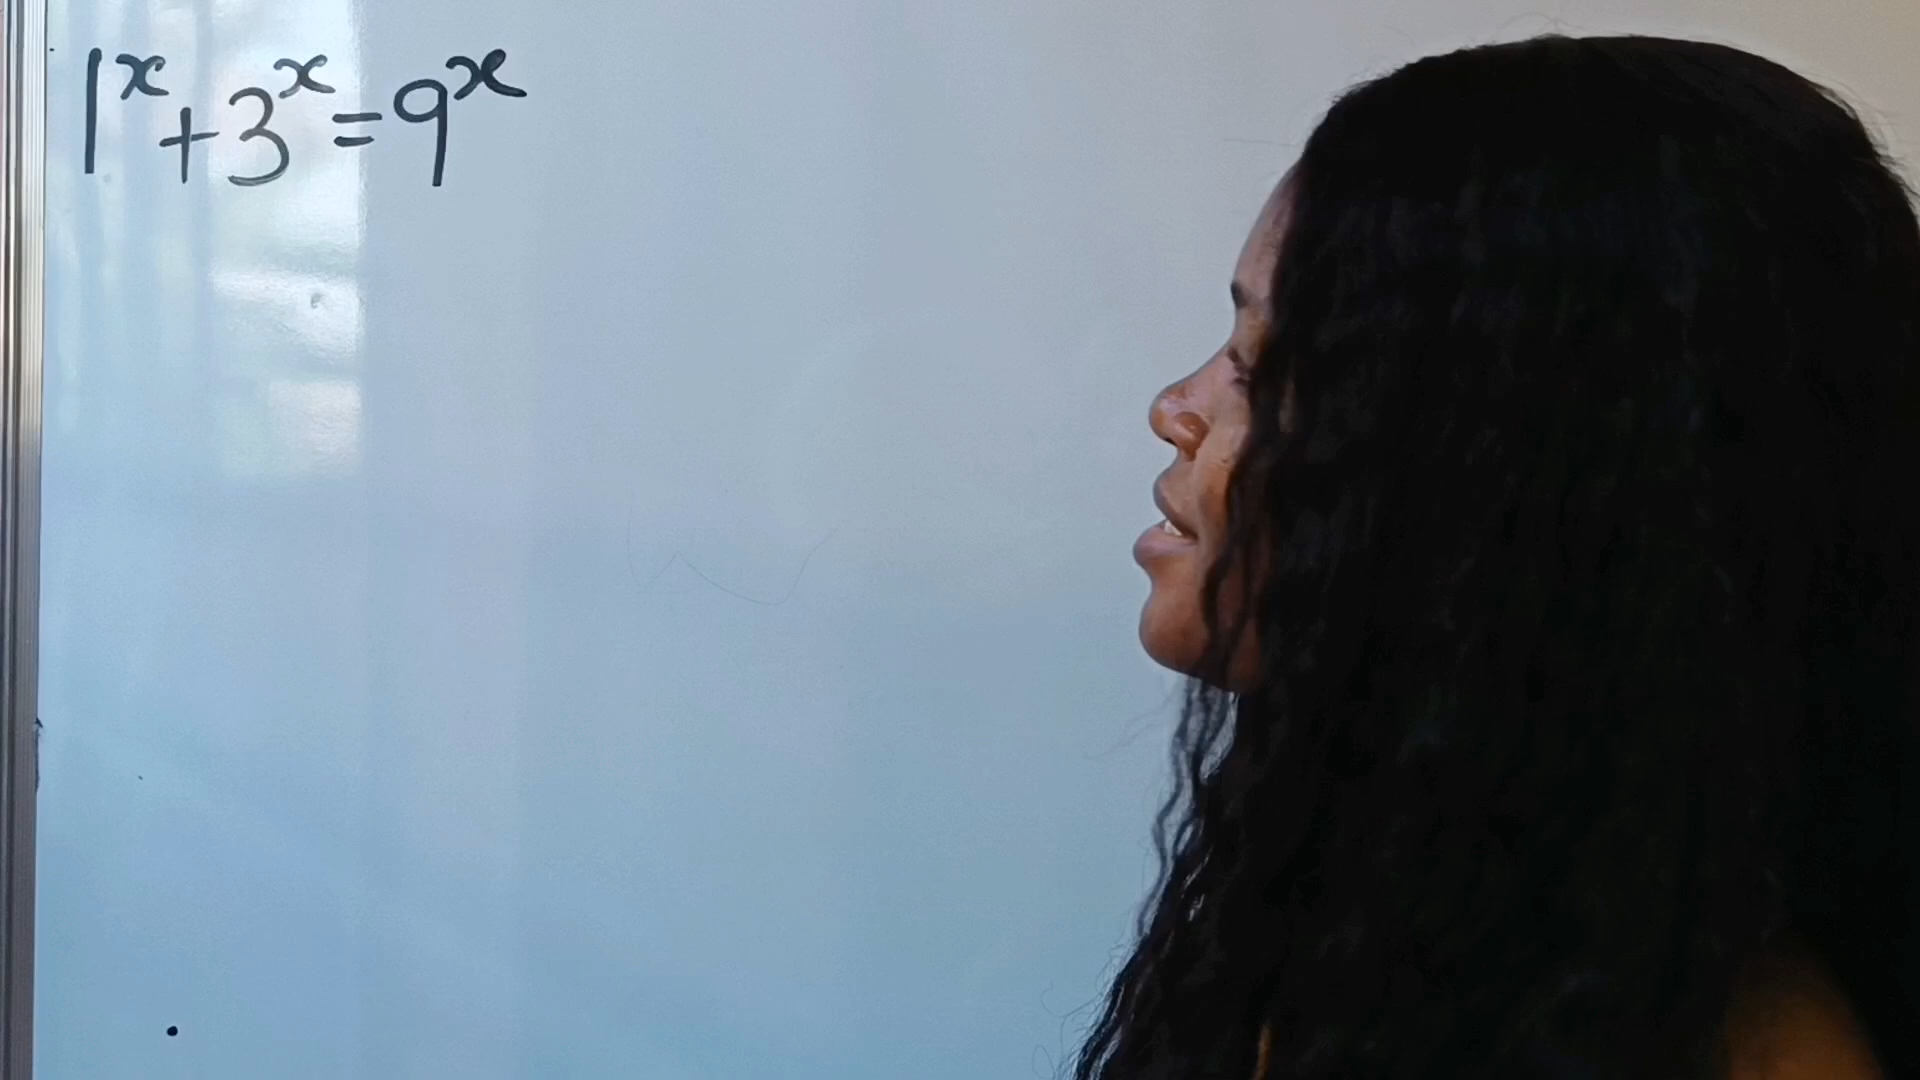 1ˣ + 3ˣ = 9ˣ